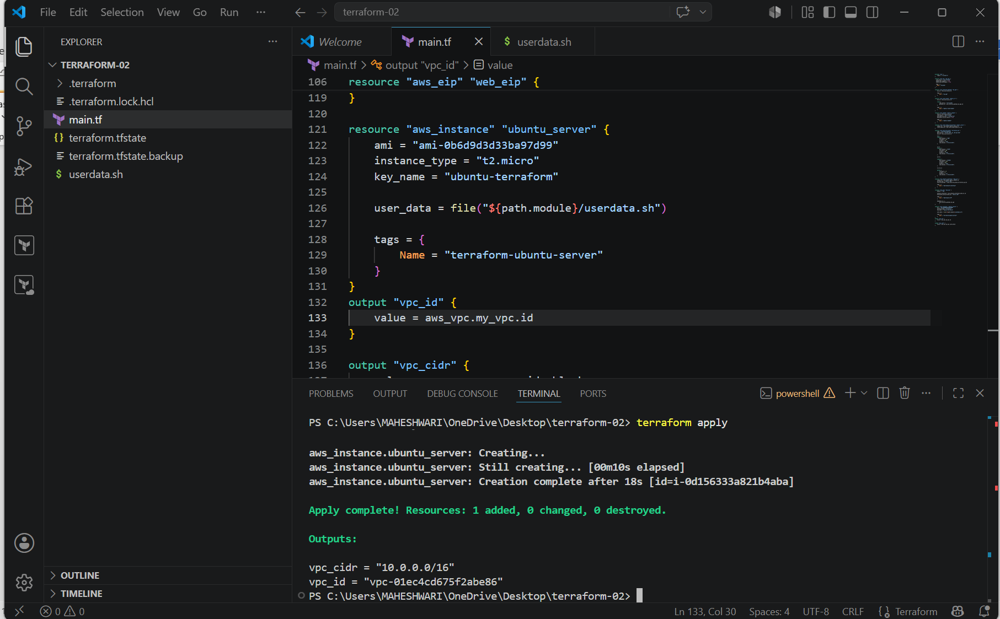 File Edit Selection View Go Run ···
terraform-02
EXPLORER
TERRAFORM-02
.terraform
.terraform.lock.hcl
main.tf
terraform.tfstate
terraform.tfstate.backup
userdata.sh
OUTLINE
TIMELINE
Welcome main.tf userdata.sh
main.tf > output "vpc_id" > value
106 resource "aws_eip" "web_eip" {
119 }
120
121 resource "aws_instance" "ubuntu_server" {
122     ami = "ami-0b6d9d3d33ba97d99"
123     instance_type = "t2.micro"
124     key_name = "ubuntu-terraform"
125
126     user_data = file("${path.module}/userdata.sh")
127
128     tags = {
129         Name = "terraform-ubuntu-server"
130     }
131 }
132 output "vpc_id" {
133     value = aws_vpc.my_vpc.id
134 }
135
136 output "vpc_cidr" {
PROBLEMS OUTPUT DEBUG CONSOLE TERMINAL PORTS powershell
PS C:\Users\MAHESHWARI\OneDrive\Desktop\terraform-02> terraform apply
aws_instance.ubuntu_server: Creating...
aws_instance.ubuntu_server: Still creating... [00m10s elapsed]
aws_instance.ubuntu_server: Creation complete after 18s [id=i-0d156333a821b4aba]
Apply complete! Resources: 1 added, 0 changed, 0 destroyed.
Outputs:
vpc_cidr = "10.0.0.0/16"
vpc_id = "vpc-01ec4cd675f2abe86"
PS C:\Users\MAHESHWARI\OneDrive\Desktop\terraform-02>
0 0 Ln 133, Col 30 Spaces: 4 UTF-8 CRLF Terraform